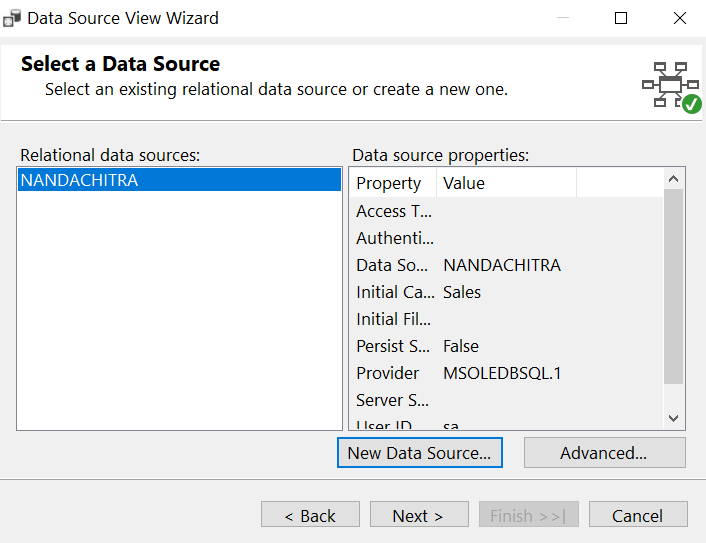 Data Source View Wizard
Select a Data Source
Select an existing relational data source or create a new one.
Relational data sources:
NANDACHITRA
Data source properties:
Property Value
Access T...
Authenti...
Data So... NANDACHITRA
Initial Ca... Sales
Initial Fil...
Persist S... False
Provider MSOLEDBSQL.1
Server S...
User ID sa
New Data Source... Advanced...
< Back Next > Finish >>| Cancel